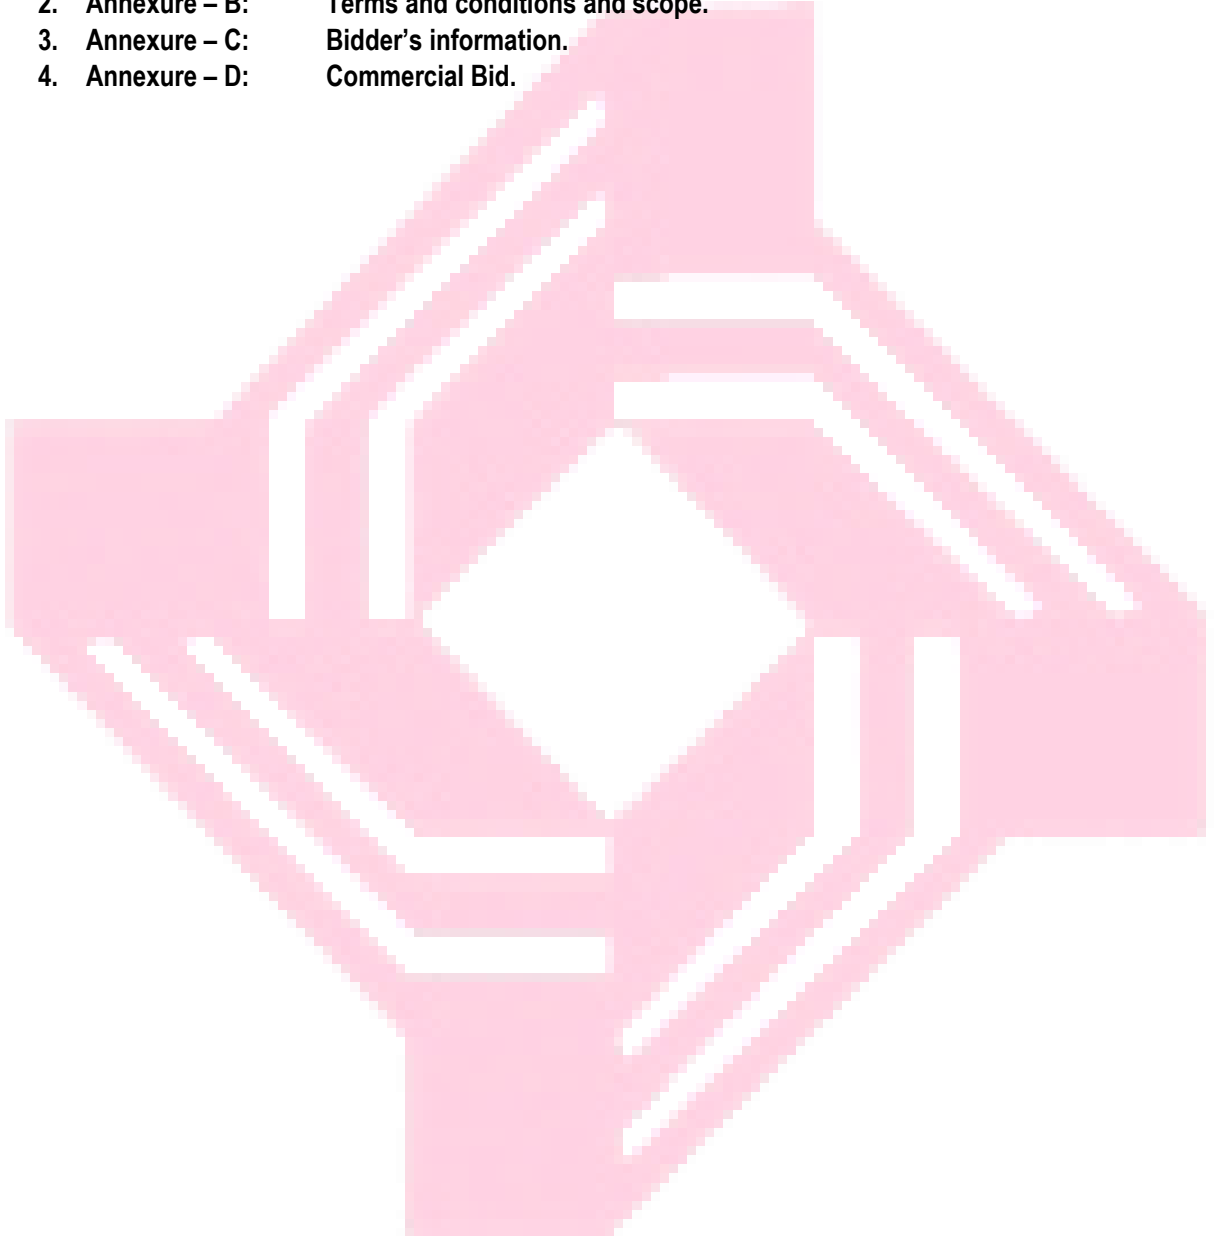 2. Annexure – B: Terms and conditions and scope.
3. Annexure – C: Bidder’s information.
4. Annexure – D: Commercial Bid.